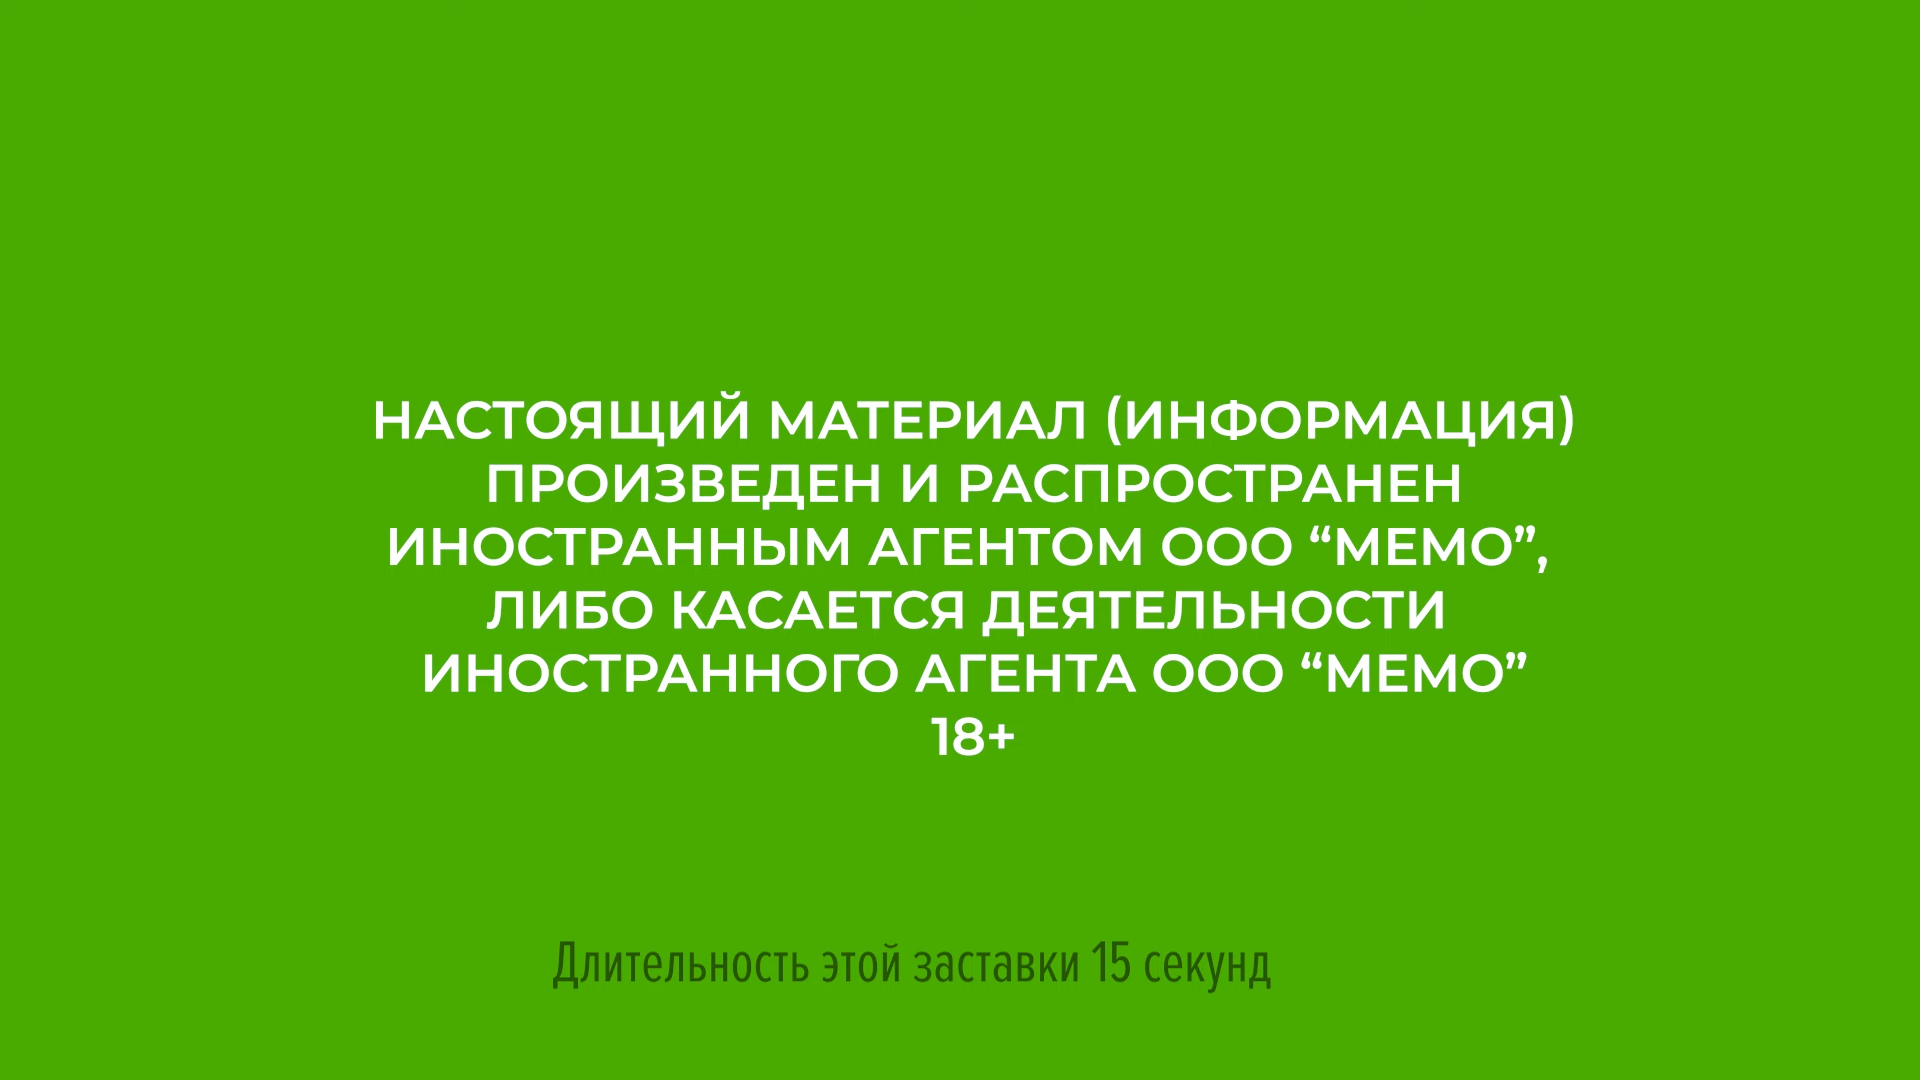 НАСТОЯЩИЙ МАТЕРИАЛ (ИНФОРМАЦИЯ)
ПРОИЗВЕДЕН И РАСПРОСТРАНЕН
ИНОСТРАННЫМ АГЕНТОМ ООО “МЕМО”,
ЛИБО КАСАЕТСЯ ДЕЯТЕЛЬНОСТИ
ИНОСТРАННОГО АГЕНТА ООО “МЕМО”
18+
Длительность этой заставки 15 секунд